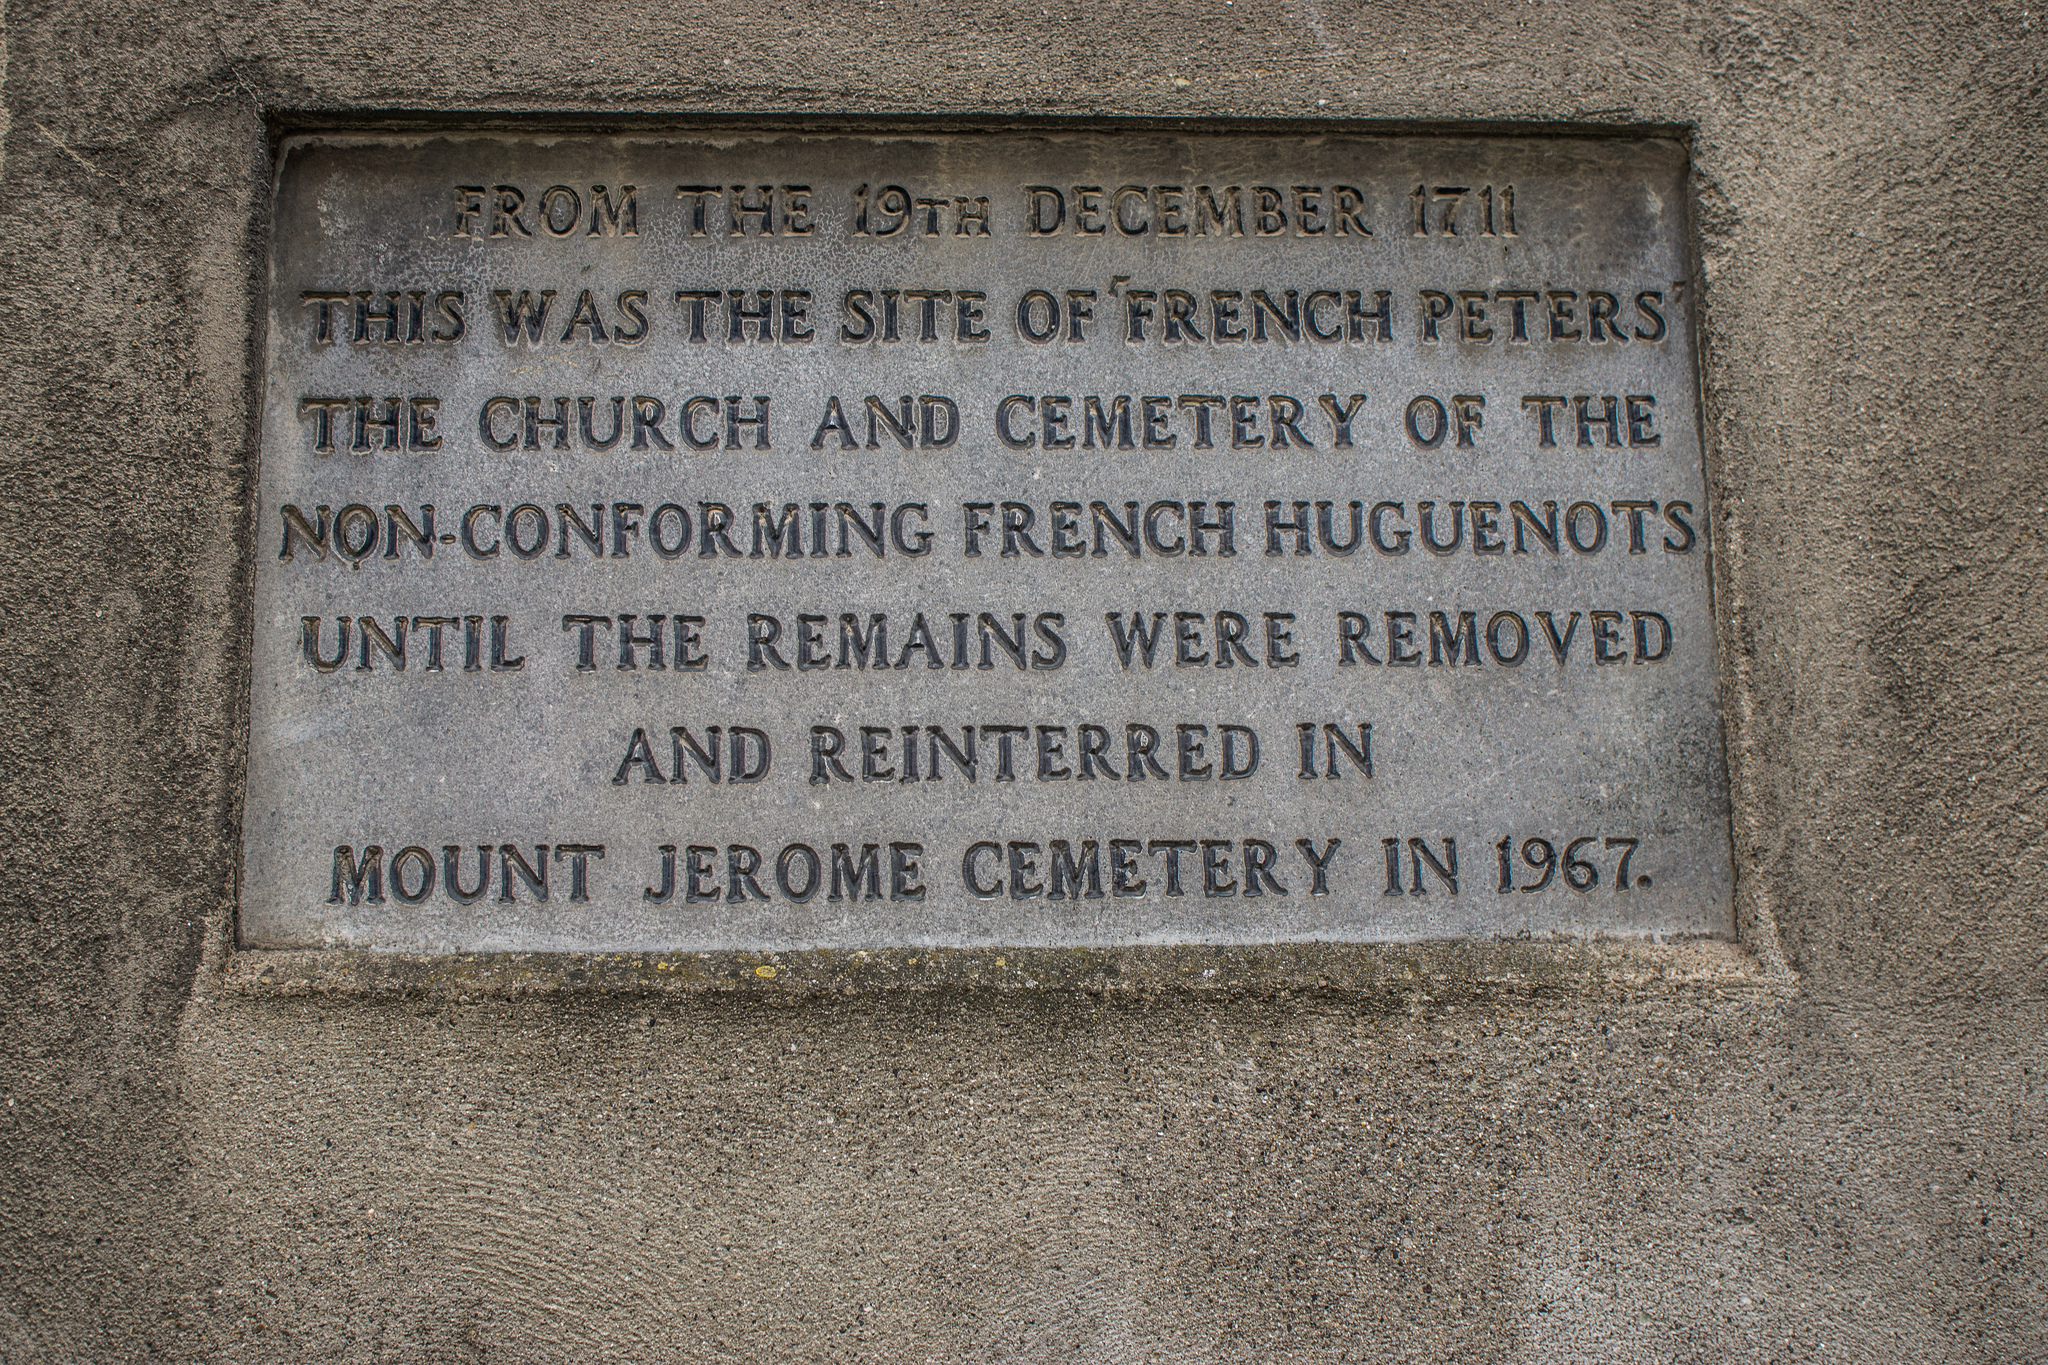 FROM THE 19TH DECEMBER 1711
THIS WAS THE SITE OF "FRENCH PETERS"
THE CHURCH AND CEMETERY OF THE
NON-CONFORMING FRENCH HUGUENOTS
UNTIL THE REMAINS WERE REMOVED
AND REINTERRED IN
MOUNT JEROME CEMETERY IN 1967.